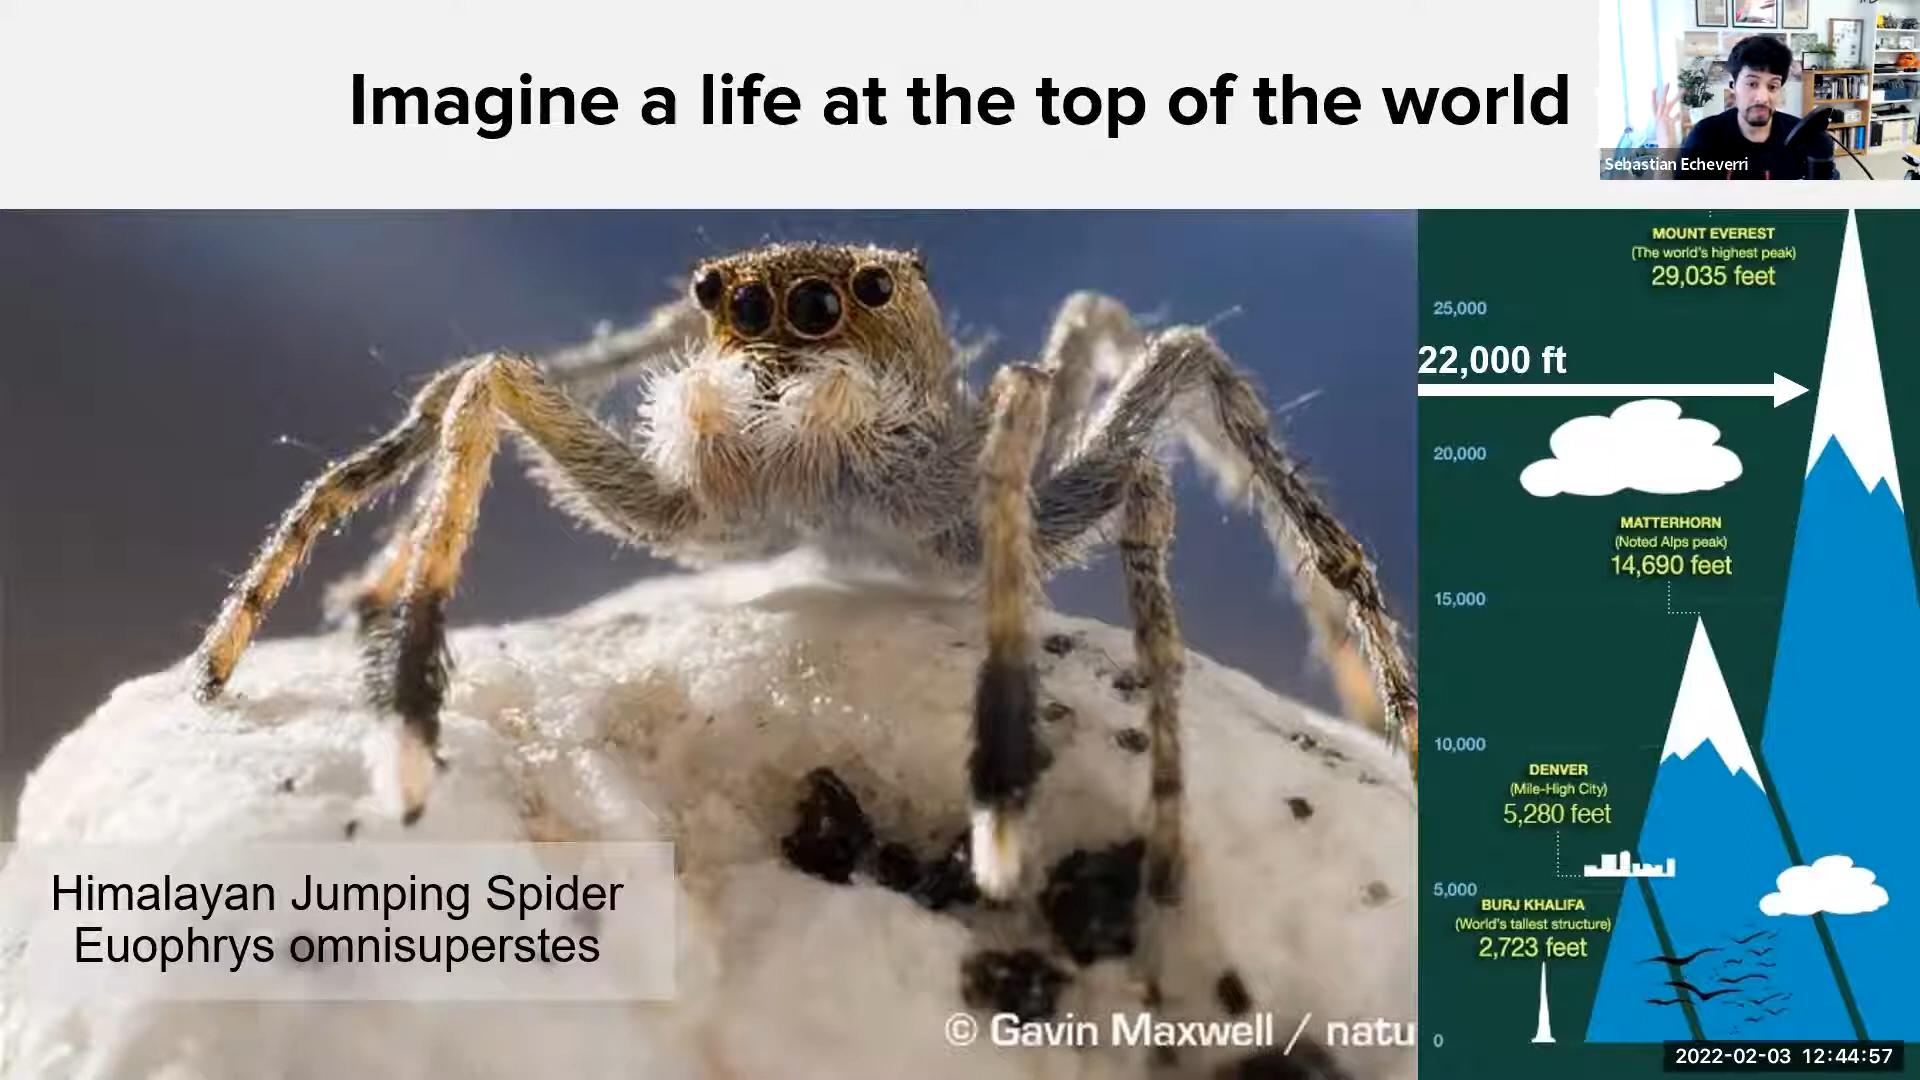 Imagine a life at the top of the world
Sebastian Echeverri
MOUNT EVEREST
(The world's highest peak)
29,035 feet
25,000
22,000 ft
20,000
MATTERHORN
(Noted Alps peak)
14,690 feet
15,000
10,000
DENVER
(Mile-High City)
5,280 feet
5,000
BURJ KHALIFA
(World's tallest structure)
2,723 feet
0
Himalayan Jumping Spider
Euophrys omnisuperstes
© Gavin Maxwell / natu
2022-02-03 12:44:57